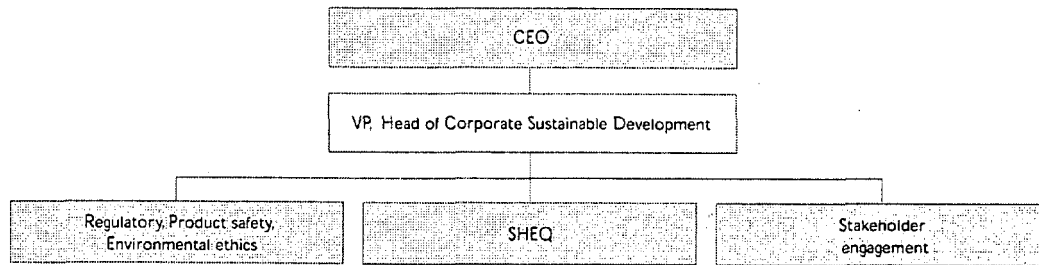 CEO
VP, Head of Corporate Sustainable Development
Regulatory, Product safety,
Environmental ethics
SHEQ
Stakeholder
engagement